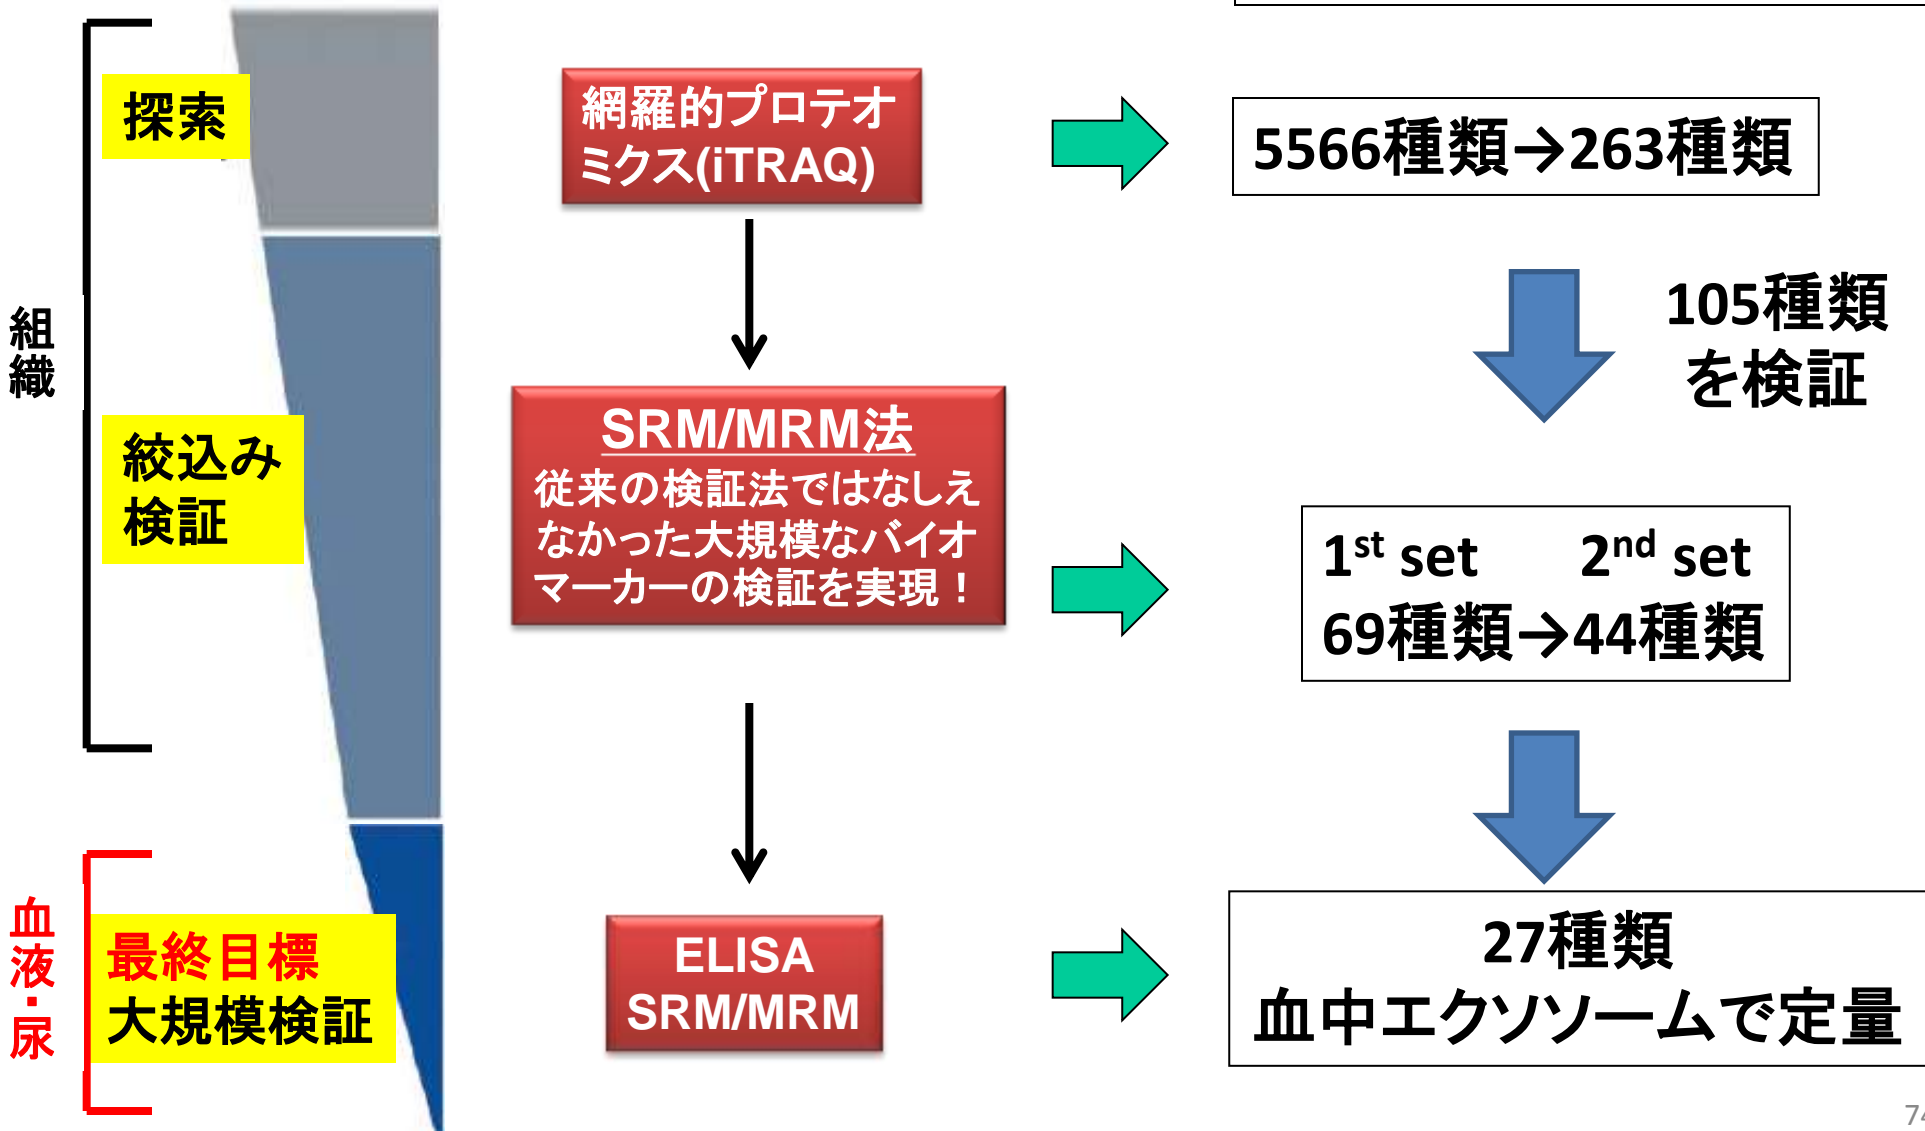 組織
探索
網羅的プロテオ
ミクス(iTRAQ)
5566種類→263種類
105種類
を検証
絞込み
検証
SRM/MRM法
従来の検証法ではなしえ
なかった大規模なバイオ
マーカーの検証を実現！
1st set 2nd set
69種類→44種類
血液・尿
最終目標
大規模検証
ELISA
SRM/MRM
27種類
血中エクソソームで定量
74